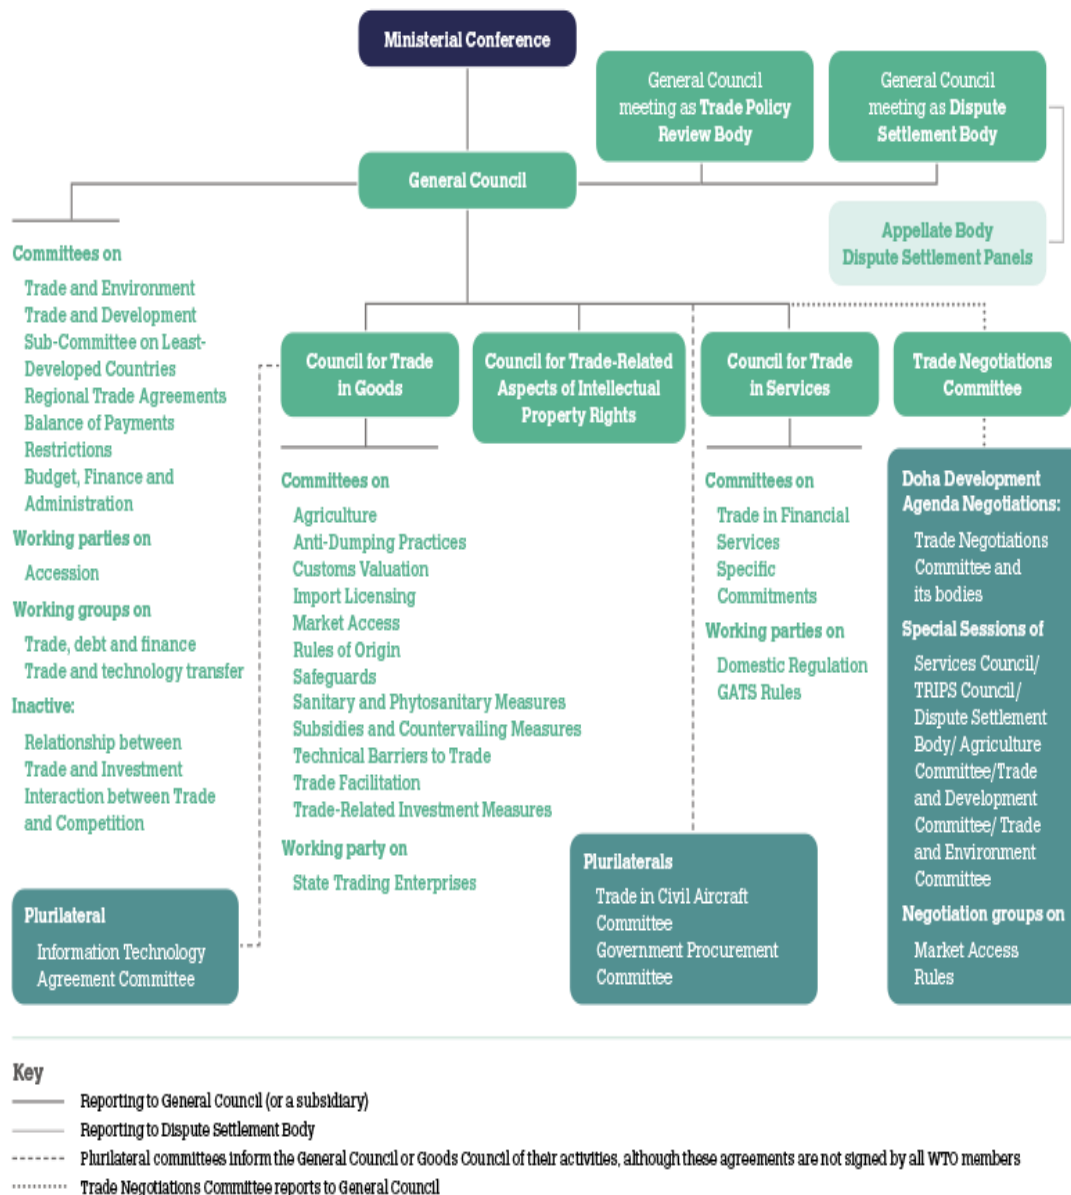 Ministerial Conference
General Council
meeting as Trade Policy
Review Body
General Council
meeting as Dispute
Settlement Body
General Council
Appellate Body
Dispute Settlement Panels
Committees on
Trade and Environment
Trade and Development
Sub-Committee on Least-
Developed Countries
Regional Trade Agreements
Balance of Payments
Restrictions
Budget, Finance and
Administration
Working parties on
Accession
Working groups on
Trade, debt and finance
Trade and technology transfer
Inactive:
Relationship between
Trade and Investment
Interaction between Trade
and Competition
Plurilateral
Information Technology
Agreement Committee
Council for Trade
in Goods
Committees on
Agriculture
Anti-Dumping Practices
Customs Valuation
Import Licensing
Market Access
Rules of Origin
Safeguards
Sanitary and Phytosanitary Measures
Subsidies and Countervailing Measures
Technical Barriers to Trade
Trade Facilitation
Trade-Related Investment Measures
Working party on
State Trading Enterprises
Council for Trade-Related
Aspects of Intellectual
Property Rights
Plurilaterals
Trade in Civil Aircraft
Committee
Government Procurement
Committee
Council for Trade
in Services
Committees on
Trade in Financial
Services
Specific
Commitments
Working parties on
Domestic Regulation
GATS Rules
Trade Negotiations
Committee
Doha Development
Agenda Negotiations:
Trade Negotiations
Committee and
its bodies
Special Sessions of
Services Council/
TRIPS Council/
Dispute Settlement
Body/ Agriculture
Committee/Trade
and Development
Committee/ Trade
and Environment
Committee
Negotiation groups on
Market Access
Rules
Key
Reporting to General Council (or a subsidiary)
Reporting to Dispute Settlement Body
Plurilateral committees inform the General Council or Goods Council of their activities, although these agreements are not signed by all WTO members
Trade Negotiations Committee reports to General Council